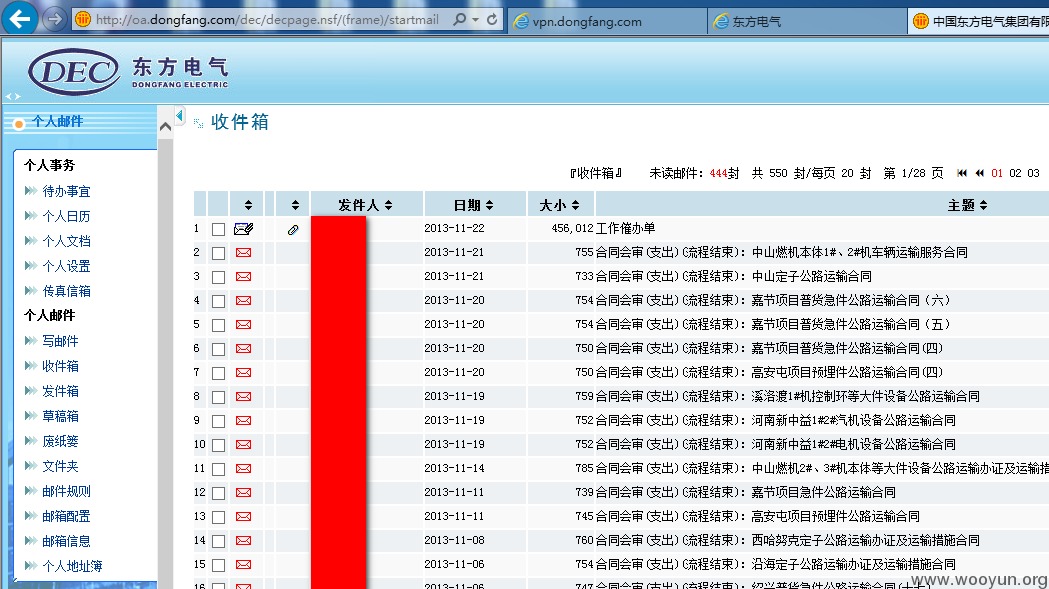 http://oa.dongfang.com/dec/decpage.nsf/(frame)/startmail
vpn.dongfang.com
东方电气
中国东方电气集团有限
DEC 东方电气
DONGFANG ELECTRIC
个人邮件
收件箱
个人事务
待办事宜
个人日历
个人文档
个人设置
传真信箱
个人邮件
写邮件
收件箱
发件箱
草稿箱
废纸篓
文件夹
邮件规则
邮箱配置
邮箱信息
个人地址簿
『收件箱』 未读邮件: 444封 共 550 封/每页 20 封 第 1/28 页 01 02 03
发件人 日期 大小 主题
1 2013-11-22 456,012 工作催办单
2 2013-11-21 755 合同会审(支出)(流程结束): 中山燃机本体1#、2#机车辆运输服务合同
3 2013-11-21 733 合同会审(支出)(流程结束): 中山定子公路运输合同
4 2013-11-20 754 合同会审(支出)(流程结束): 嘉节项目普货急件公路运输合同（六）
5 2013-11-20 754 合同会审(支出)(流程结束): 嘉节项目普货急件公路运输合同（五）
6 2013-11-20 750 合同会审(支出)(流程结束): 嘉节项目普货急件公路运输合同(四)
7 2013-11-20 750 合同会审(支出)(流程结束): 高安屯项目预埋件公路运输合同(四)
8 2013-11-19 759 合同会审(支出)(流程结束): 溪洛渡1#机控制环等大件设备公路运输合同
9 2013-11-19 752 合同会审(支出)(流程结束): 河南新中益1#2#汽机设备公路运输合同
10 2013-11-19 752 合同会审(支出)(流程结束): 河南新中益1#2#电机设备公路运输合同
11 2013-11-14 785 合同会审(支出)(流程结束): 中山燃机2#、3#机本体等大件设备公路运输办证及运输措
12 2013-11-11 739 合同会审(支出)(流程结束): 嘉节项目急件公路运输合同
13 2013-11-11 745 合同会审(支出)(流程结束): 高安屯项目预埋件公路运输合同
14 2013-11-08 760 合同会审(支出)(流程结束): 西哈努克定子公路运输办证及运输措施合同
15 2013-11-06 754 合同会审(支出)(流程结束): 沿海定子公路运输办证及运输措施合同
16 2013-11-06 747 合同会审(支出)(流程结束): 绍兴普货急件公路运输合同
www.wooyun.org